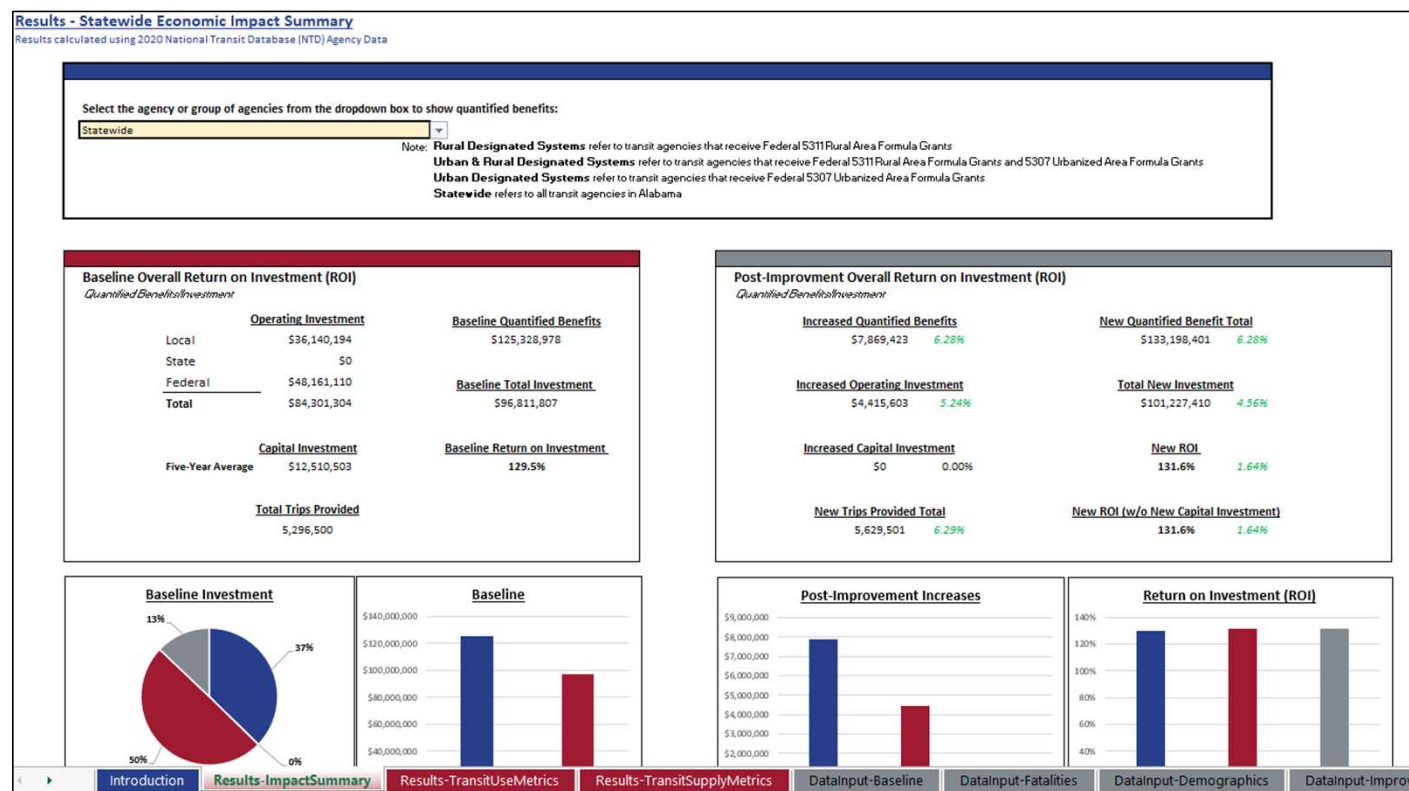 Results - Statewide Economic Impact Summary
Results calculated using 2020 National Transit Database (NTD) Agency Data
Select the agency or group of agencies from the dropdown box to show quantified benefits:
Statewide
Note: Rural Designated Systems refer to transit agencies that receive Federal 5311 Rural Area Formula Grants
Urban & Rural Designated Systems refer to transit agencies that receive Federal 5311 Rural Area Formula Grants and 5307 Urbanized Area Formula Grants
Urban Designated Systems refer to transit agencies that receive Federal 5307 Urbanized Area Formula Grants
Statewide refers to all transit agencies in Alabama
Baseline Overall Return on Investment (ROI)
Quantified Benefits/Investment
Operating Investment
Local $36,140,194
State $0
Federal $48,161,110
Total $84,301,304
Capital Investment
Five-Year Average $12,510,503
Total Trips Provided
5,296,500
Baseline Quantified Benefits
$125,328,978
Baseline Total Investment
$96,811,807
Baseline Return on Investment
129.5%
Post-Improvment Overall Return on Investment (ROI)
Quantified Benefits/Investment
Increased Quantified Benefits
$7,869,423 6.28%
Increased Operating Investment
$4,415,603 5.24%
Increased Capital Investment
$0 0.00%
New Trips Provided Total
5,629,501 6.29%
New Quantified Benefit Total
$133,198,401 6.28%
Total New Investment
$101,227,410 4.56%
New ROI
131.6% 1.64%
New ROI (w/o New Capital Investment)
131.6% 1.64%
Baseline Investment
13%
37%
50%
0%
Baseline
$140,000,000
$120,000,000
$100,000,000
$80,000,000
$60,000,000
$40,000,000
Post-Improvement Increases
$9,000,000
$8,000,000
$7,000,000
$6,000,000
$5,000,000
$4,000,000
$3,000,000
$2,000,000
Return on Investment (ROI)
140%
120%
100%
80%
60%
40%
Introduction
Results-ImpactSummary
Results-TransitUseMetrics
Results-TransitSupplyMetrics
DataInput-Baseline
DataInput-Fatalities
DataInput-Demographics
DataInput-Improv